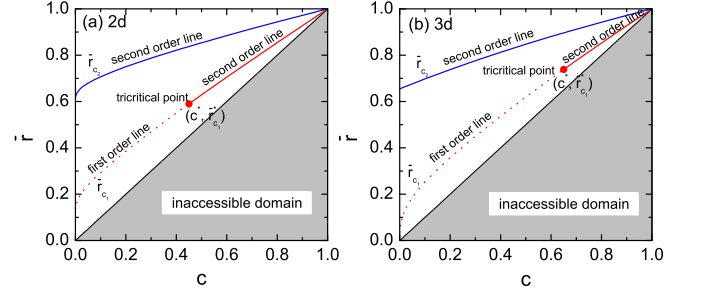 (a) 2d
second order line
r̄c₂
second order line
tricritical point
(c*, r̄*c₁)
first order line
r̄c₁
inaccessible domain
1.0
0.8
0.6
0.4
0.2
0.0
r̄
0.0 0.2 0.4 0.6 0.8 1.0
c
(b) 3d
second order line
r̄c₂
second order line
tricritical point
(c*, r̄*c₁)
first order line
r̄c₁
inaccessible domain
1.0
0.8
0.6
0.4
0.2
0.0
r̄
0.0 0.2 0.4 0.6 0.8 1.0
c